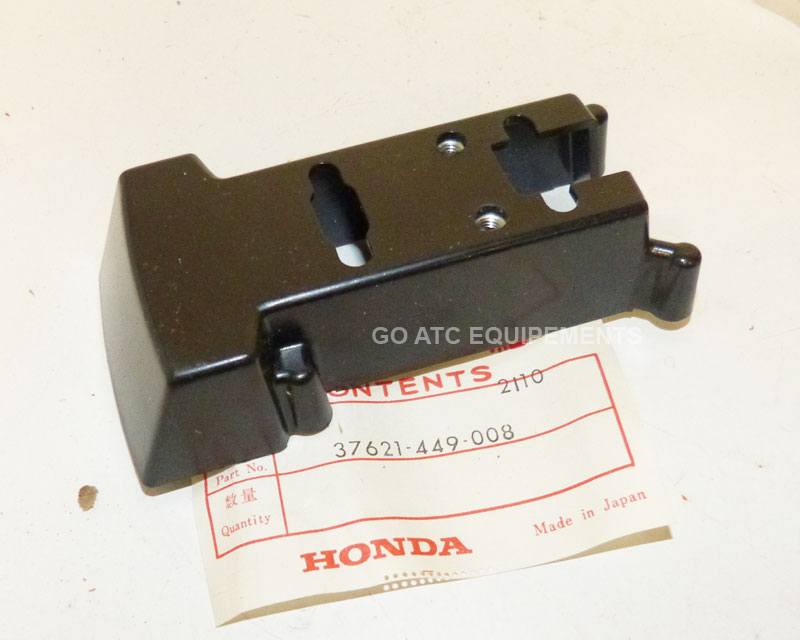 GO ATC EQUIPEMENTS
ONTENTS
2110
37621-449-008
Part No.
数量
Quantity
HONDA
Made in Japan